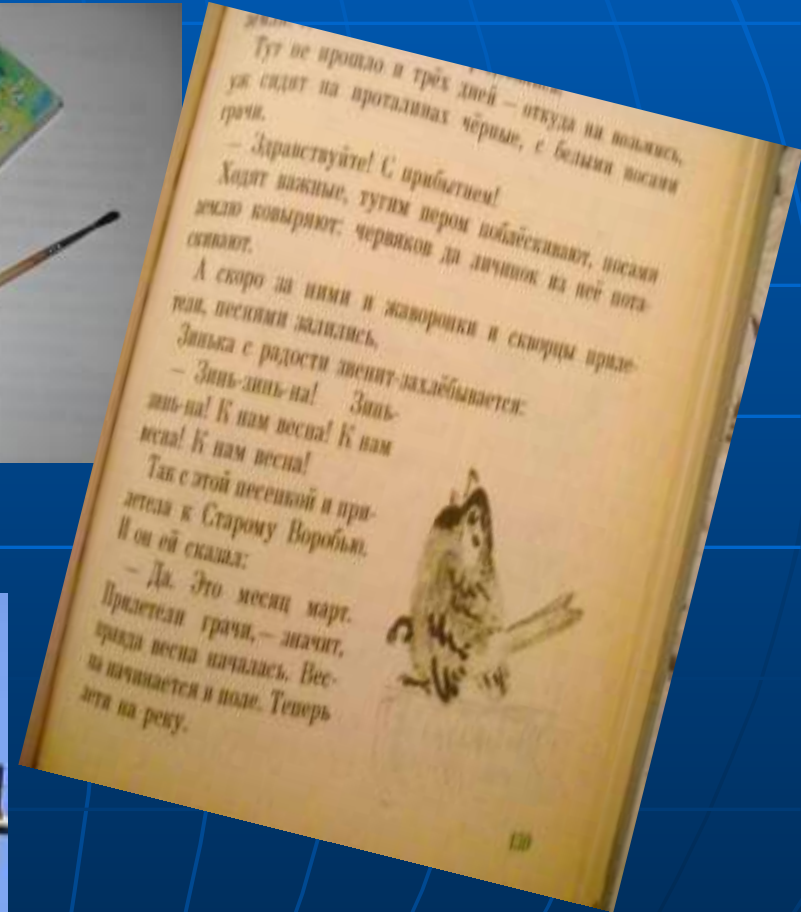 Тут не прошло и трёх дней — откуда ни возьмись,
уж сидят на проталинах чёрные, с белыми носами
грачи.
— Здравствуйте! С прибытием!
Ходят важные, тугим пером поблёскивают, носами
землю ковыряют: червяков да личинок из неё пота-
скивают.
А скоро за ними и жаворонки и скворцы приле-
тели, песнями залились.
Зинька с радости звенит-захлёбывается:
— Зинь-зинь-на! Зинь-
зинь-на! К нам весна! К нам
весна! К нам весна!
Так с этой песенкой и при-
летела к Старому Воробью.
И он ей сказал:
— Да. Это месяц март.
Прилетели грачи,— значит,
правда весна началась. Вес-
на начинается в поле. Теперь
лети на реку.